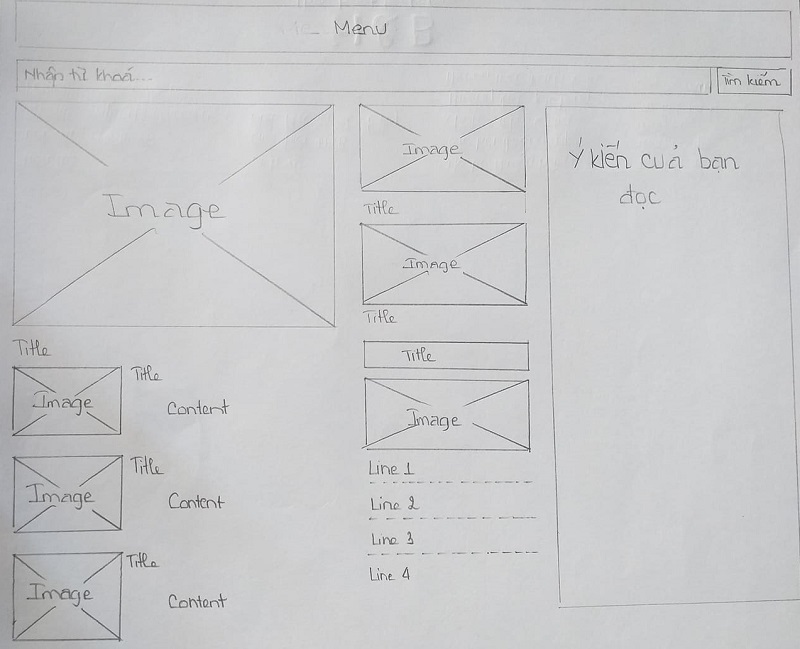 Menu
Nhập từ khoá...
Tìm kiếm
Image
Title
Image
Title
Content
Image
Title
Content
Image
Title
Content
Image
Title
Image
Title
Title
Image
Line 1
Line 2
Line 3
Line 4
Ý kiến của bạn
đọc